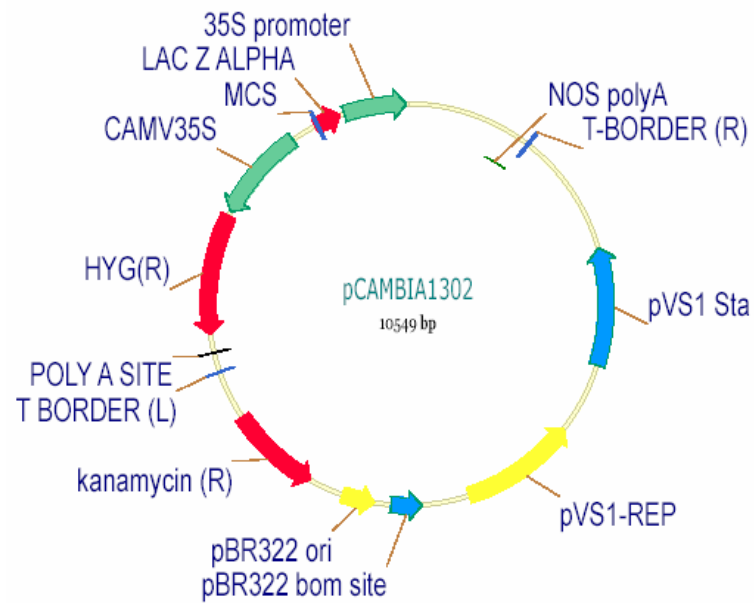 35S promoter
LAC Z ALPHA
MCS
CAMV35S
NOS polyA
T-BORDER (R)
HYG(R)
pCAMBIA1302
10549 bp
pVS1 Sta
POLY A SITE
T BORDER (L)
kanamycin (R)
pVS1-REP
pBR322 ori
pBR322 bom site